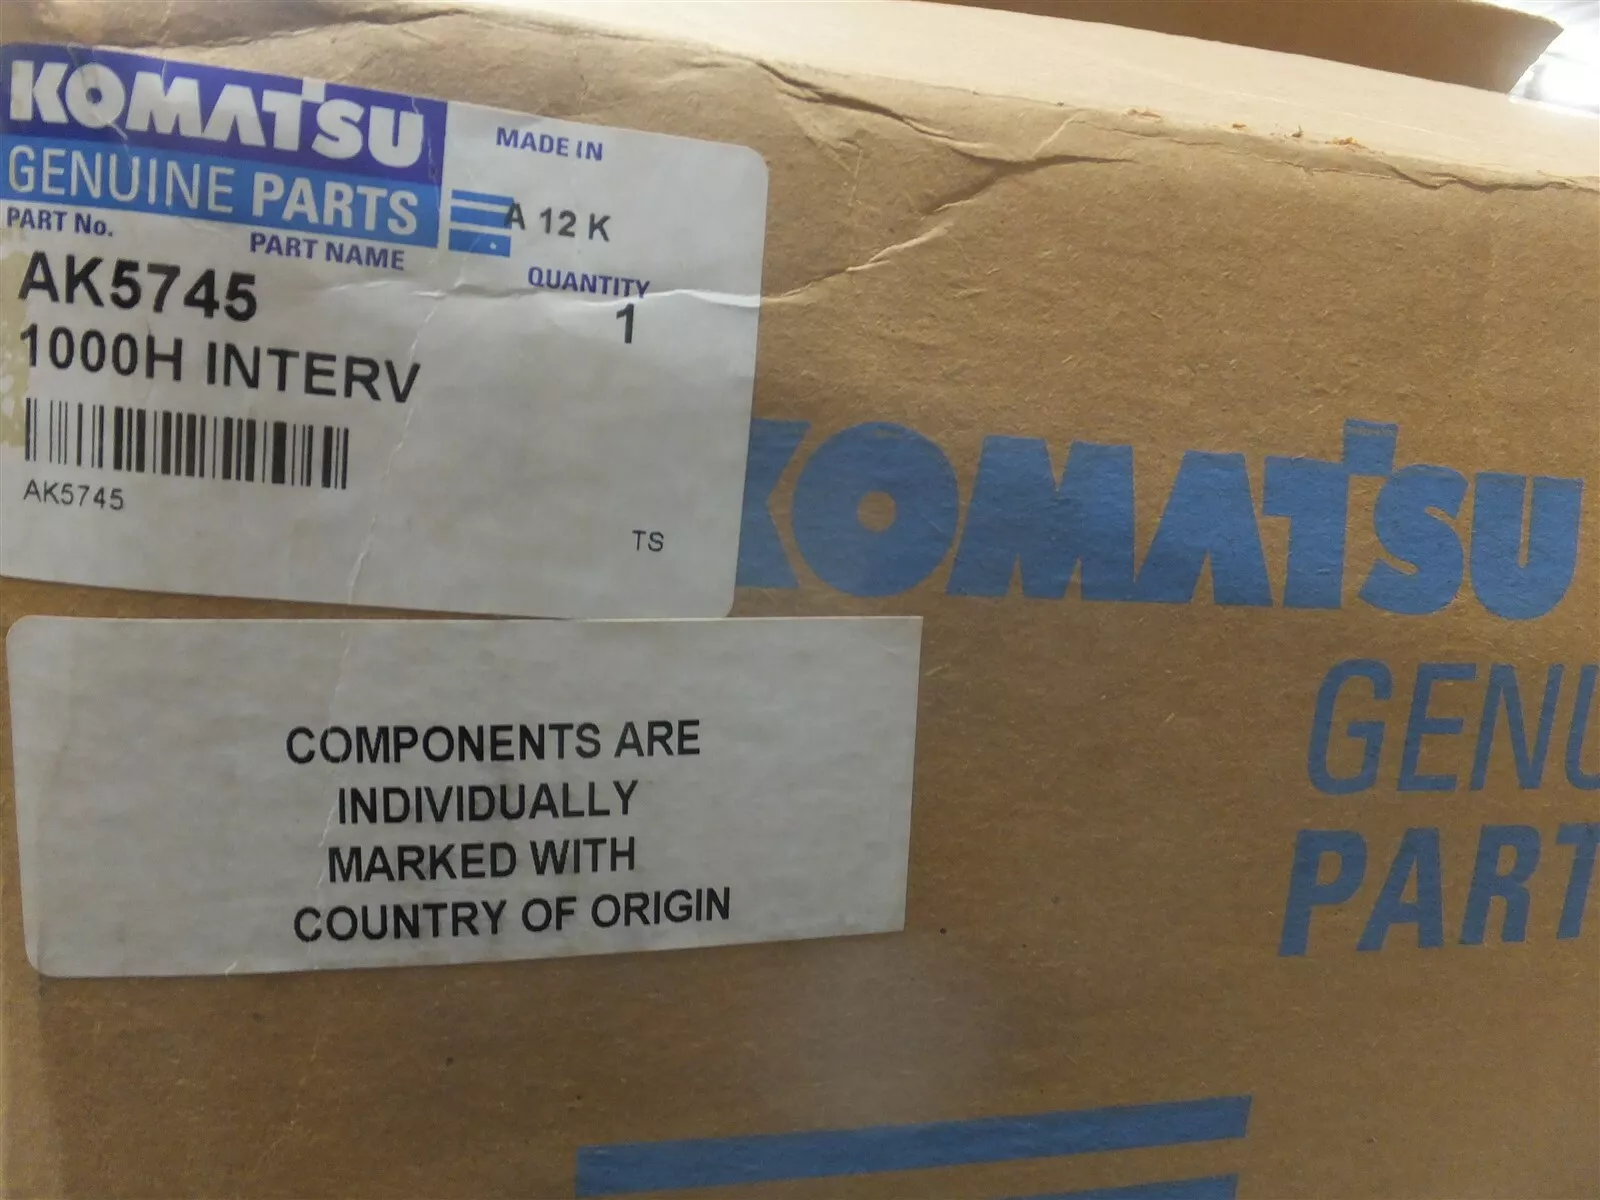 KOMATSU
GENUINE PARTS
MADE IN
A 12 K
PART No.
PART NAME
QUANTITY
AK5745
1
1000H INTERV
AK5745
TS
COMPONENTS ARE
INDIVIDUALLY
MARKED WITH
COUNTRY OF ORIGIN
KOMATSU
GENU
PART